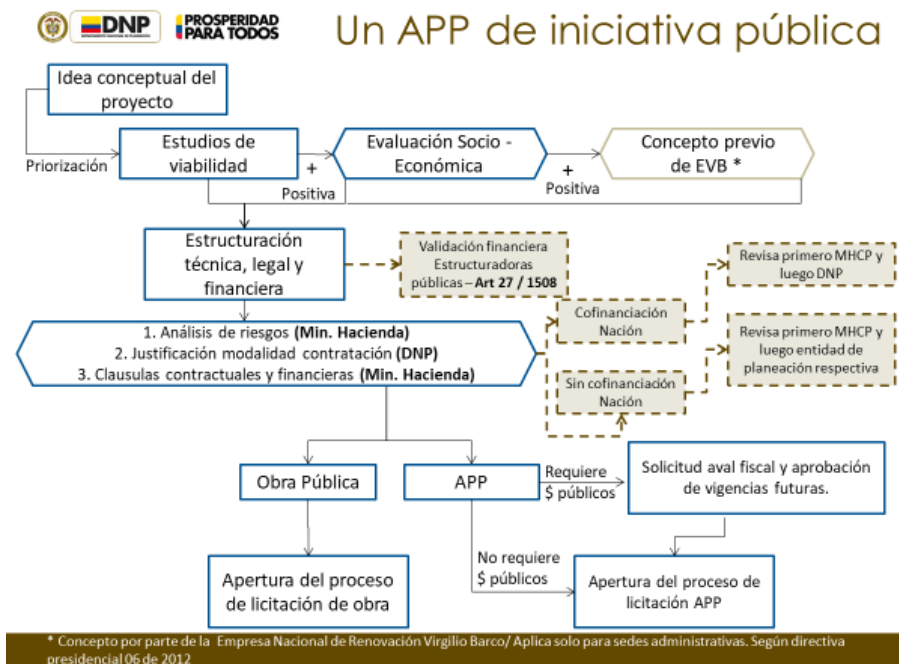 DNP
DEPARTAMENTO NACIONAL DE PLANEACIÓN
PROSPERIDAD
PARA TODOS
Un APP de iniciativa pública
Idea conceptual del
proyecto
Priorización
Estudios de
viabilidad
+
Positiva
Evaluación Socio -
Económica
+
Positiva
Concepto previo
de EVB *
Estructuración
técnica, legal y
financiera
Validación financiera
Estructuradoras
públicas – Art 27 / 1508
Revisa primero MHCP y
luego DNP
Cofinanciación
Nación
1. Análisis de riesgos (Min. Hacienda)
2. Justificación modalidad contratación (DNP)
3. Clausulas contractuales y financieras (Min. Hacienda)
Revisa primero MHCP y
luego entidad de
planeación respectiva
Sin cofinanciación
Nación
Obra Pública
APP
Requiere
$ públicos
Solicitud aval fiscal y aprobación
de vigencias futuras.
No requiere
$ públicos
Apertura del proceso
de licitación de obra
Apertura del proceso de
licitación APP
* Concepto por parte de la Empresa Nacional de Renovación Virgilio Barco/ Aplica solo para sedes administrativas. Según directiva
presidencial 06 de 2012